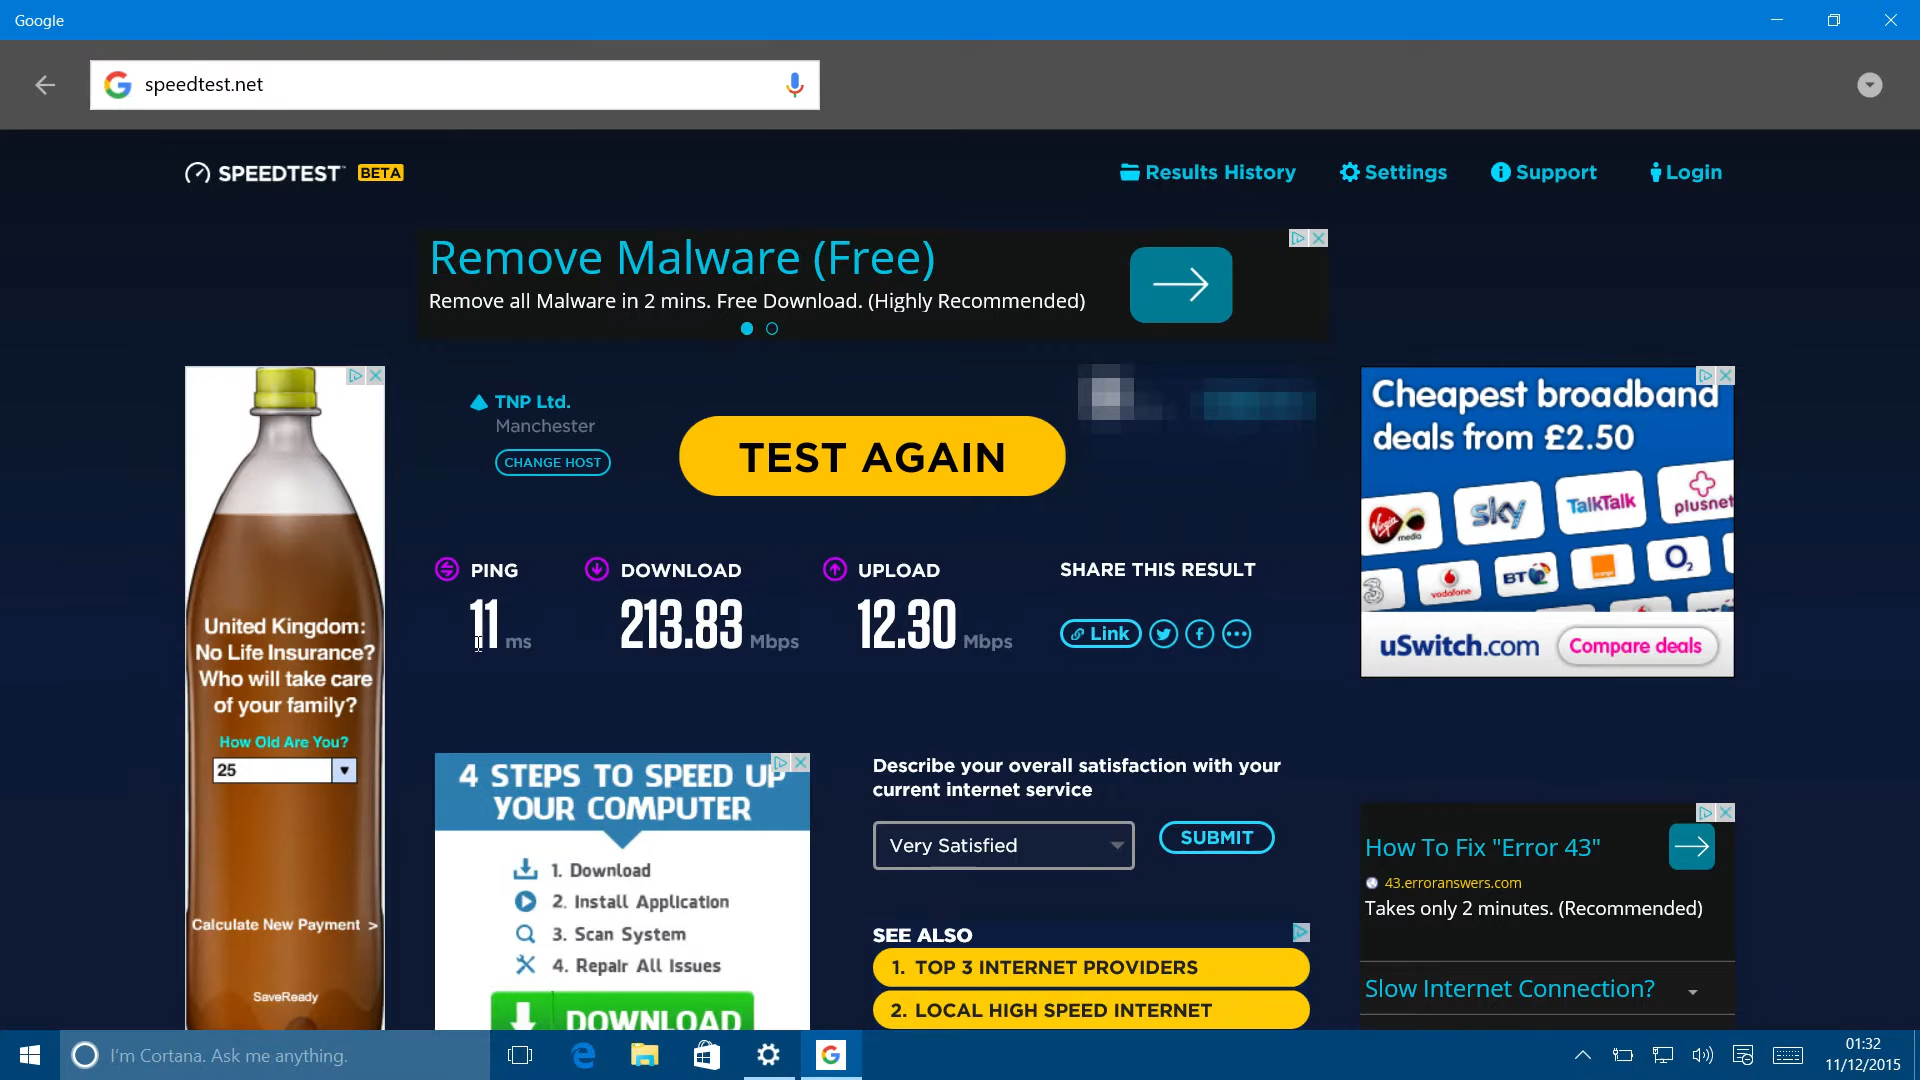 Google
speedtest.net
SPEEDTEST BETA
Results History
Settings
Support
Login
Remove Malware (Free)
Remove all Malware in 2 mins. Free Download. (Highly Recommended)
TNP Ltd.
Manchester
CHANGE HOST
TEST AGAIN
PING
11 ms
DOWNLOAD
213.83 Mbps
UPLOAD
12.30 Mbps
SHARE THIS RESULT
Link
United Kingdom:
No Life Insurance?
Who will take care
of your family?
How Old Are You?
25
Calculate New Payment >
SaveReady
Cheapest broadband
deals from £2.50
Virgin
media
sky
TalkTalk
plusnet
3
vodafone
BT
orange
O2
uSwitch.com
Compare deals
4 STEPS TO SPEED UP
YOUR COMPUTER
1. Download
2. Install Application
3. Scan System
4. Repair All Issues
DOWNLOAD
Describe your overall satisfaction with your
current internet service
Very Satisfied
SUBMIT
SEE ALSO
1. TOP 3 INTERNET PROVIDERS
2. LOCAL HIGH SPEED INTERNET
How To Fix "Error 43"
43.erroranswers.com
Takes only 2 minutes. (Recommended)
Slow Internet Connection?
I'm Cortana. Ask me anything.
01:32
11/12/2015